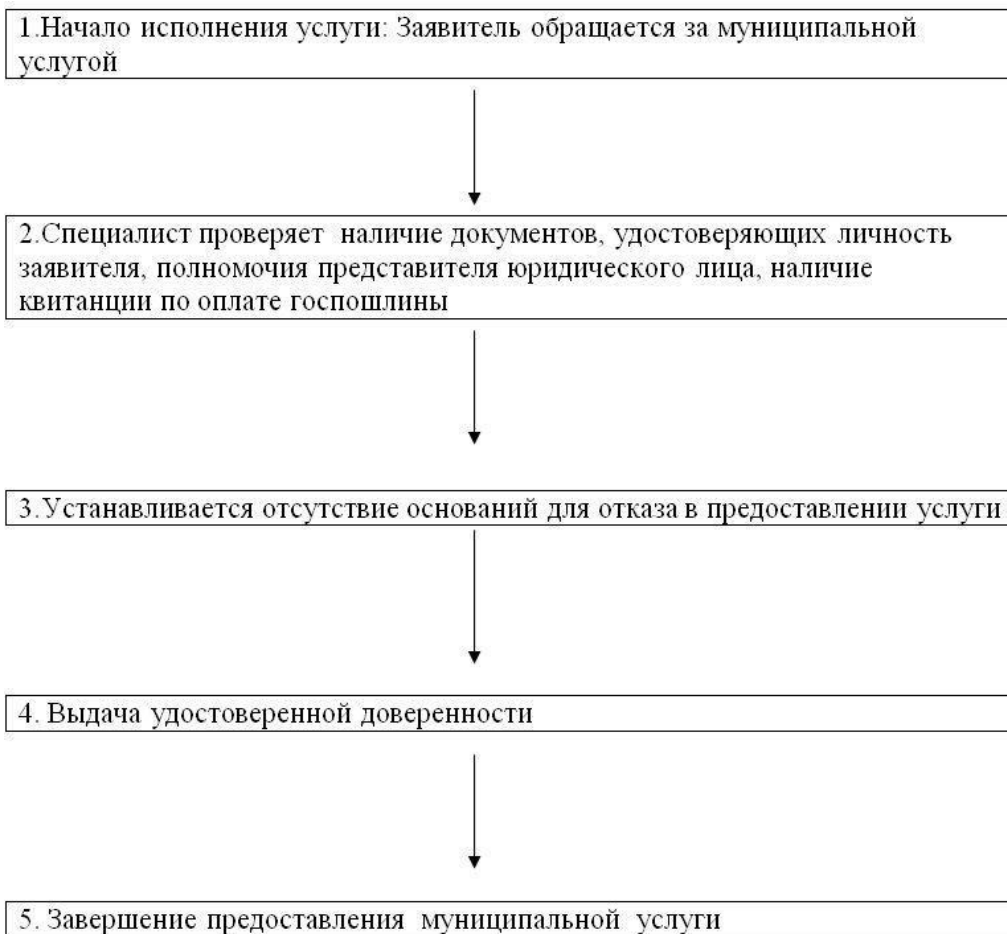 1.Начало исполнения услуги: Заявитель обращается за муниципальной
услугой
2.Специалист проверяет наличие документов, удостоверяющих личность
заявителя, полномочия представителя юридического лица, наличие
квитанции по оплате госпошлины
3.Устанавливается отсутствие оснований для отказа в предоставлении услуги
4. Выдача удостоверенной доверенности
5. Завершение предоставления муниципальной услуги